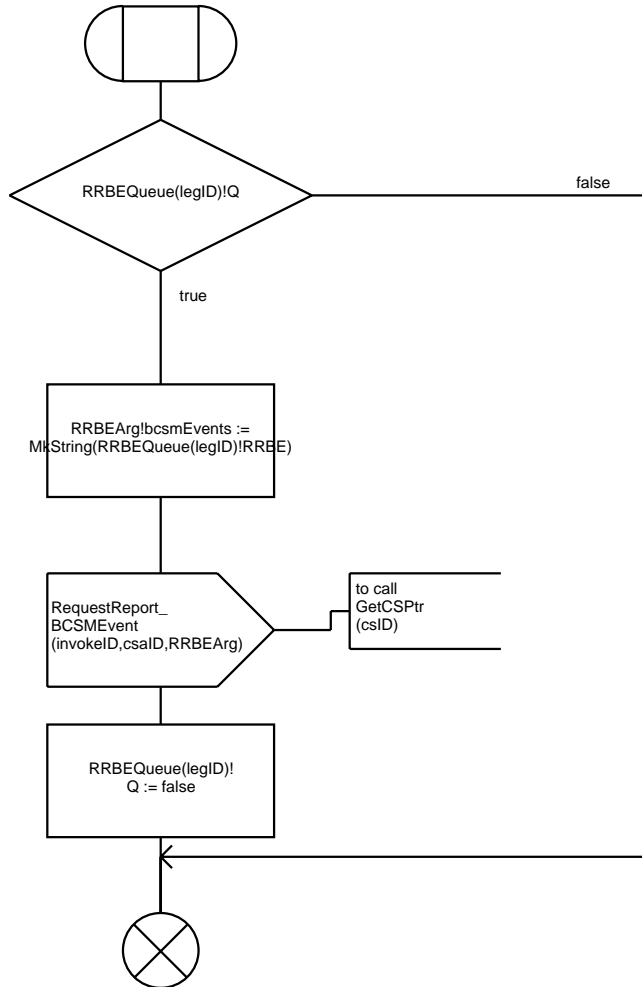 RRBEQueue(legID)!Q
false
true
RRBEArg!bcsmEvents :=
MkString(RRBEQueue(legID)!RRBE)
RequestReport_
BCSMEvent
(invokeID,csaID,RRBEArg)
to call
GetCSPtr
(csID)
RRBEQueue(legID)!
Q := false